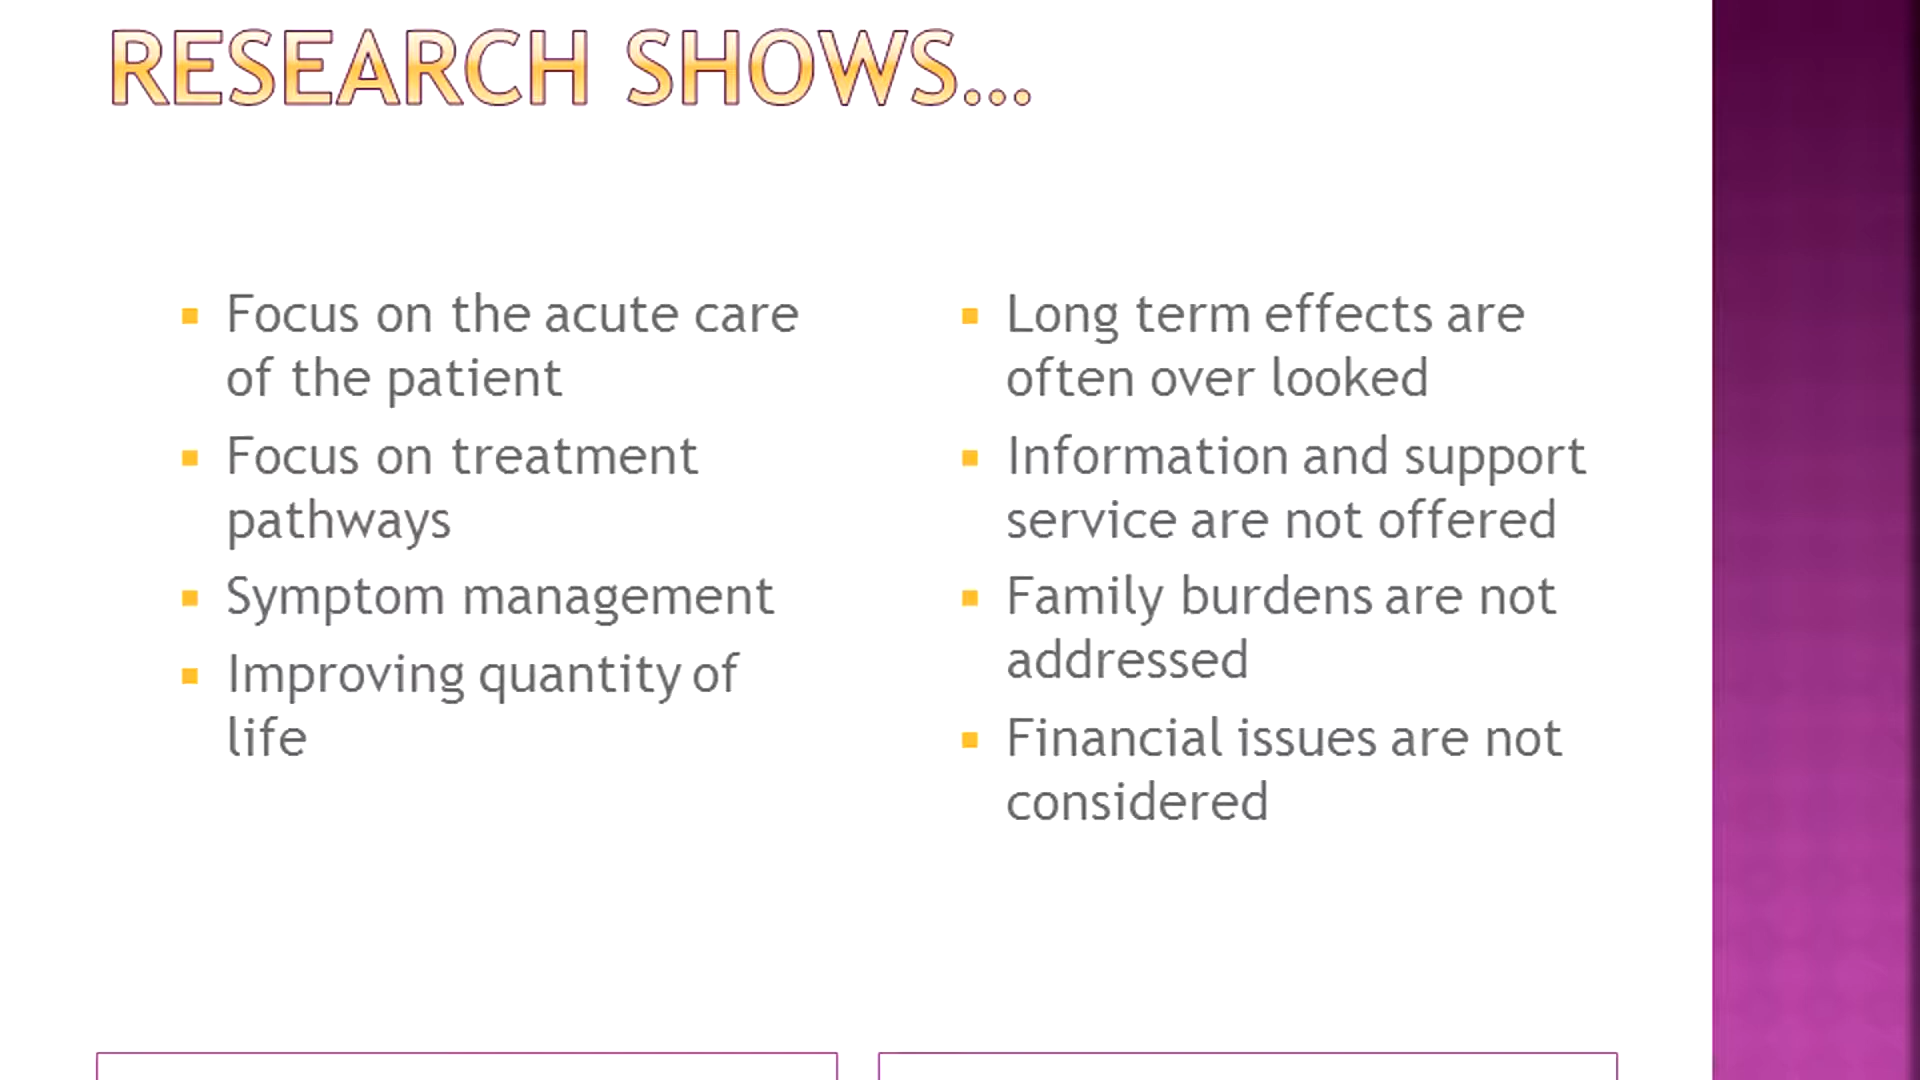 RESEARCH SHOWS...
Focus on the acute care
of the patient
Focus on treatment
pathways
Symptom management
Improving quantity of
life
Long term effects are
often over looked
Information and support
service are not offered
Family burdens are not
addressed
Financial issues are not
considered